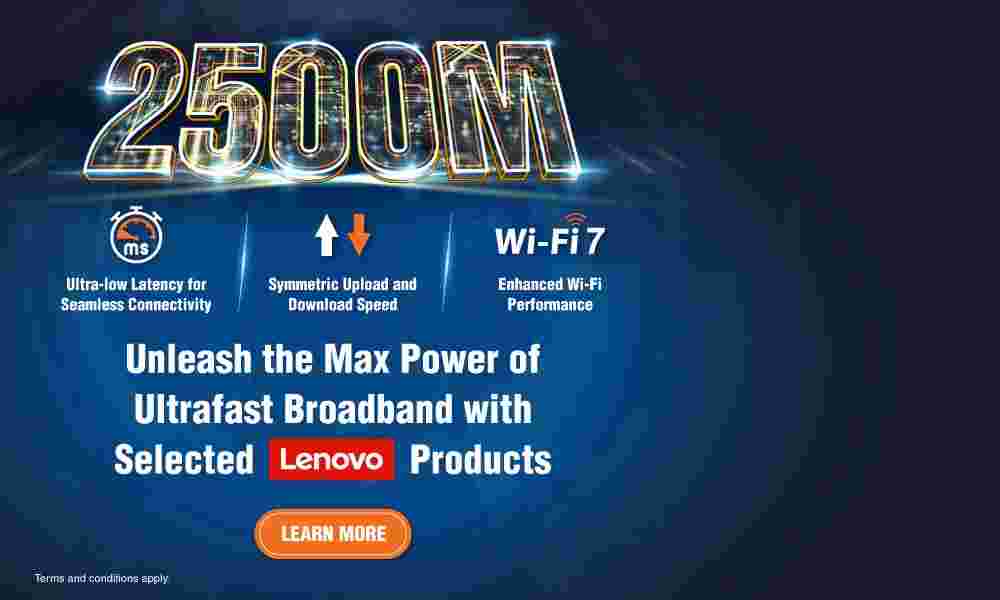 2500M
ms
Wi-Fi 7
Ultra-low Latency for
Seamless Connectivity
Symmetric Upload and
Download Speed
Enhanced Wi-Fi
Performance
Unleash the Max Power of
Ultrafast Broadband with
Selected Lenovo Products
LEARN MORE
Terms and conditions apply.